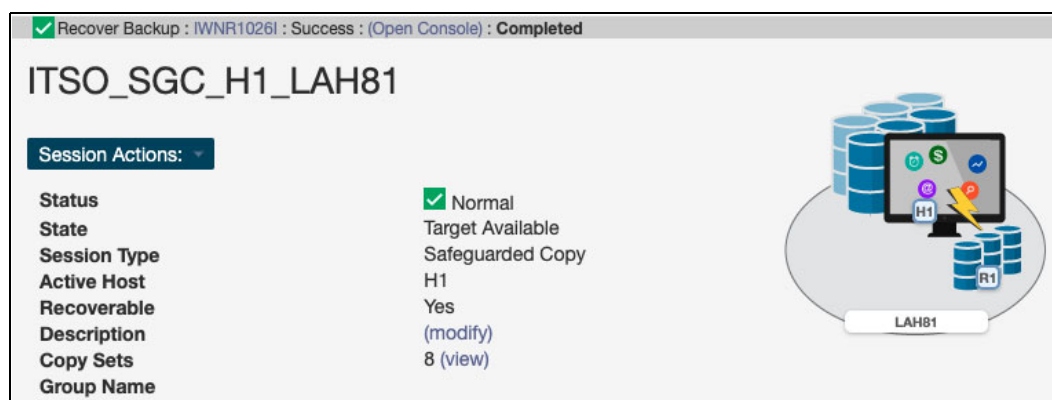 Recover Backup : IWNR1026I : Success : (Open Console) : Completed
ITSO_SGC_H1_LAH81
Session Actions:
Status Normal
State Target Available
Session Type Safeguarded Copy
Active Host H1
Recoverable Yes
Description (modify)
Copy Sets 8 (view)
Group Name
$
@
H1
R1
LAH81